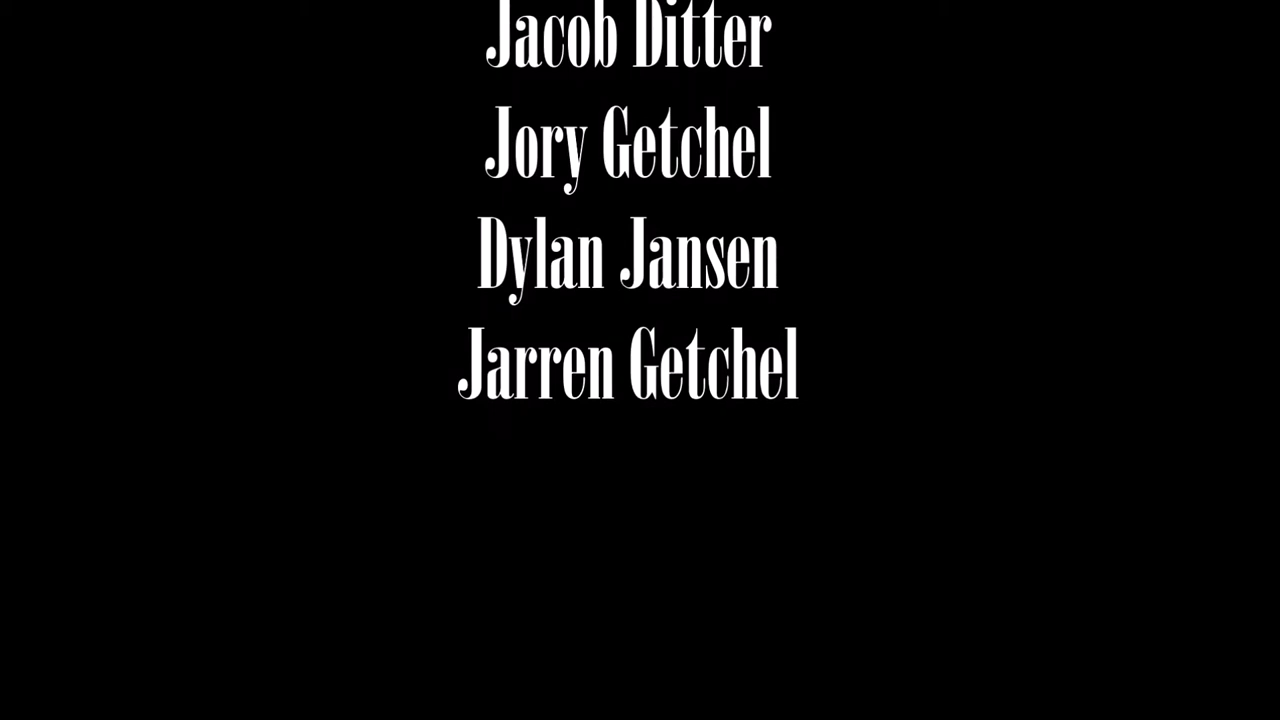 Jacob Ditter
Jory Getchel
Dylan Jansen
Jarren Getchel